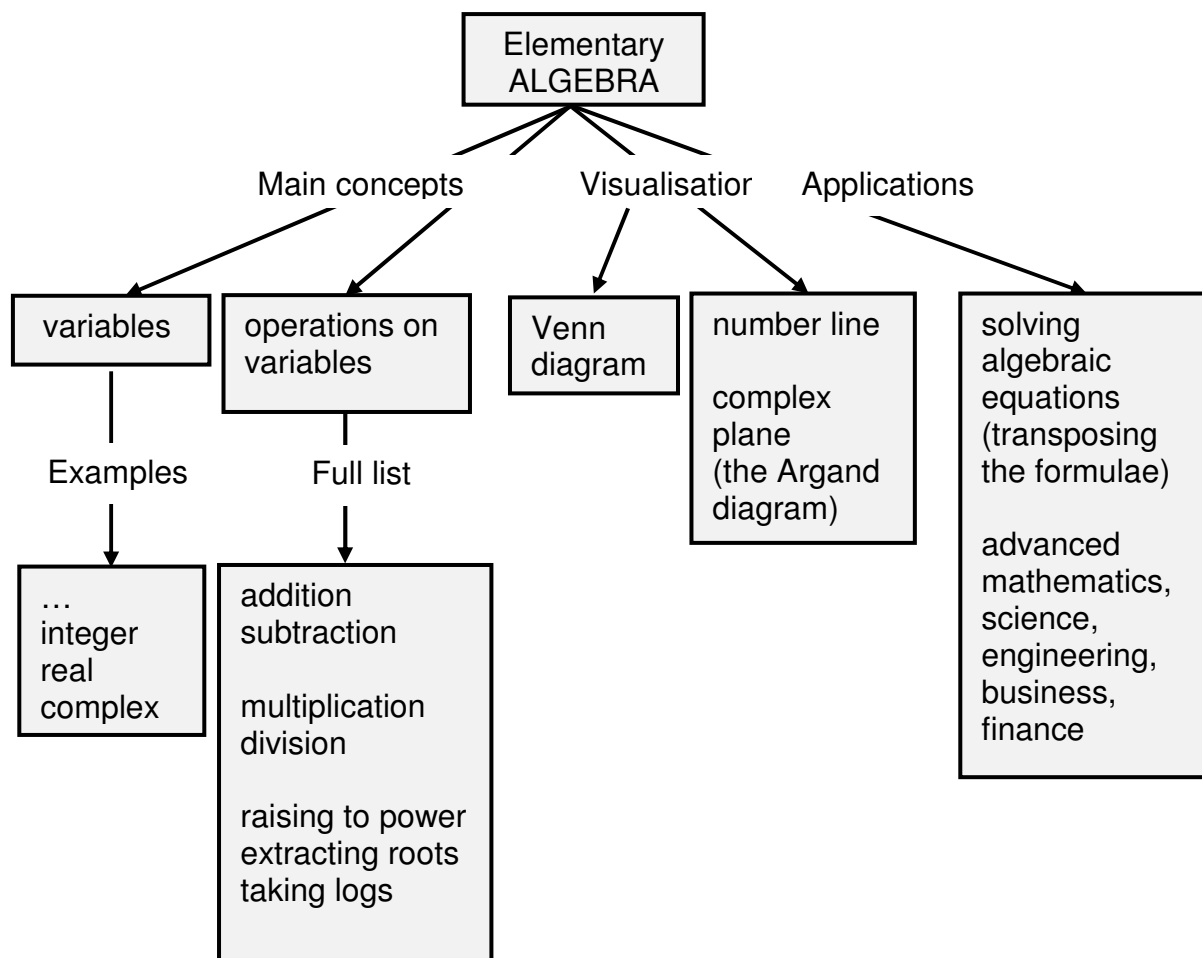 Elementary
ALGEBRA
Main concepts
Visualisation
Applications
variables
operations on
variables
Venn
diagram
number line
complex
plane
(the Argand
diagram)
solving
algebraic
equations
(transposing
the formulae)
advanced
mathematics,
science,
engineering,
business,
finance
Examples
Full list
…
integer
real
complex
addition
subtraction
multiplication
division
raising to power
extracting roots
taking logs